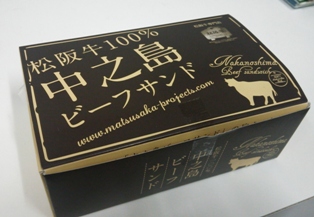 松阪牛100%
中之島
ビーフサンド
www.matsusaka-projects.com
Nakanoshima
Beef sandwich
中之島
ビーフ
サンド